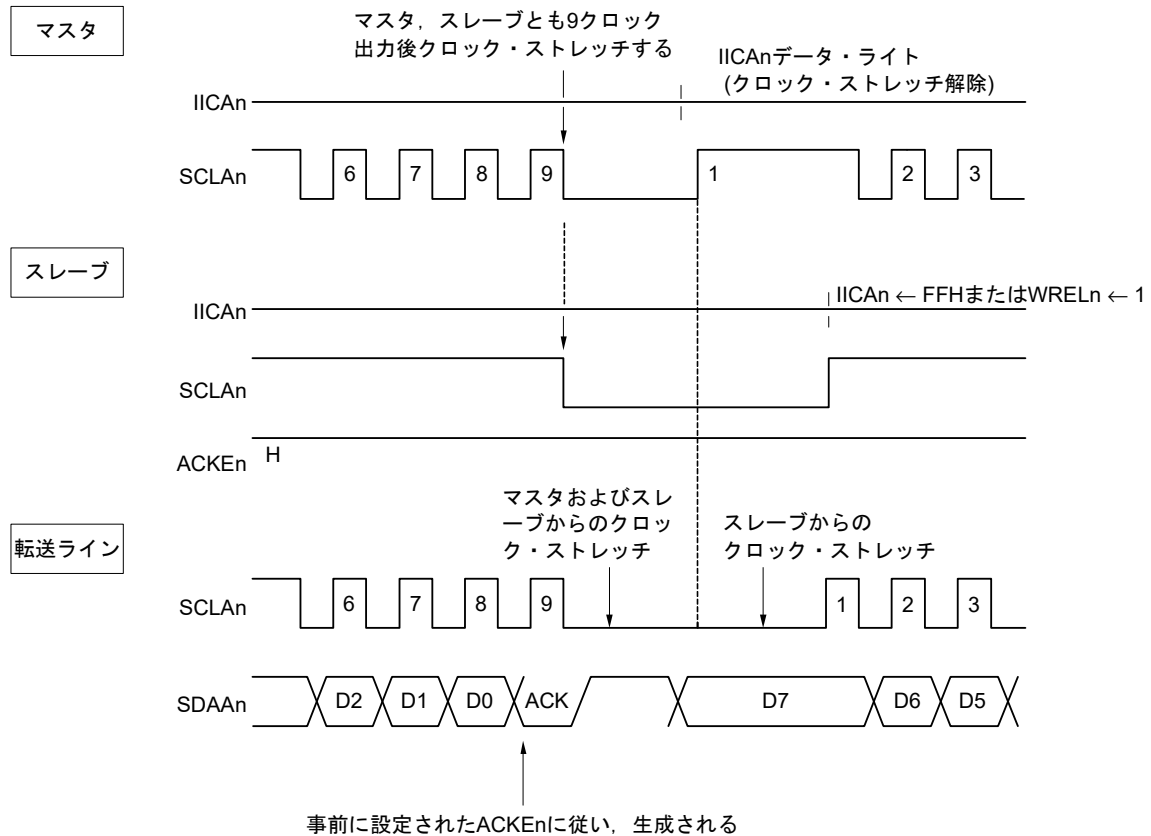 マスタ
マスタ，スレーブとも9クロック
出力後クロック・ストレッチする
IICAnデータ・ライト
(クロック・ストレッチ解除)
IICAn
SCLAn
6 7 8 9 1 2 3
スレーブ
IICAn ← FFHまたはWRELn ← 1
IICAn
SCLAn
ACKEn H
マスタおよびスレ
ーブからのクロッ
ク・ストレッチ
スレーブからの
クロック・ストレッチ
転送ライン
SCLAn
6 7 8 9 1 2 3
SDAAn
D2 D1 D0 ACK D7 D6 D5
事前に設定されたACKEnに従い，生成される